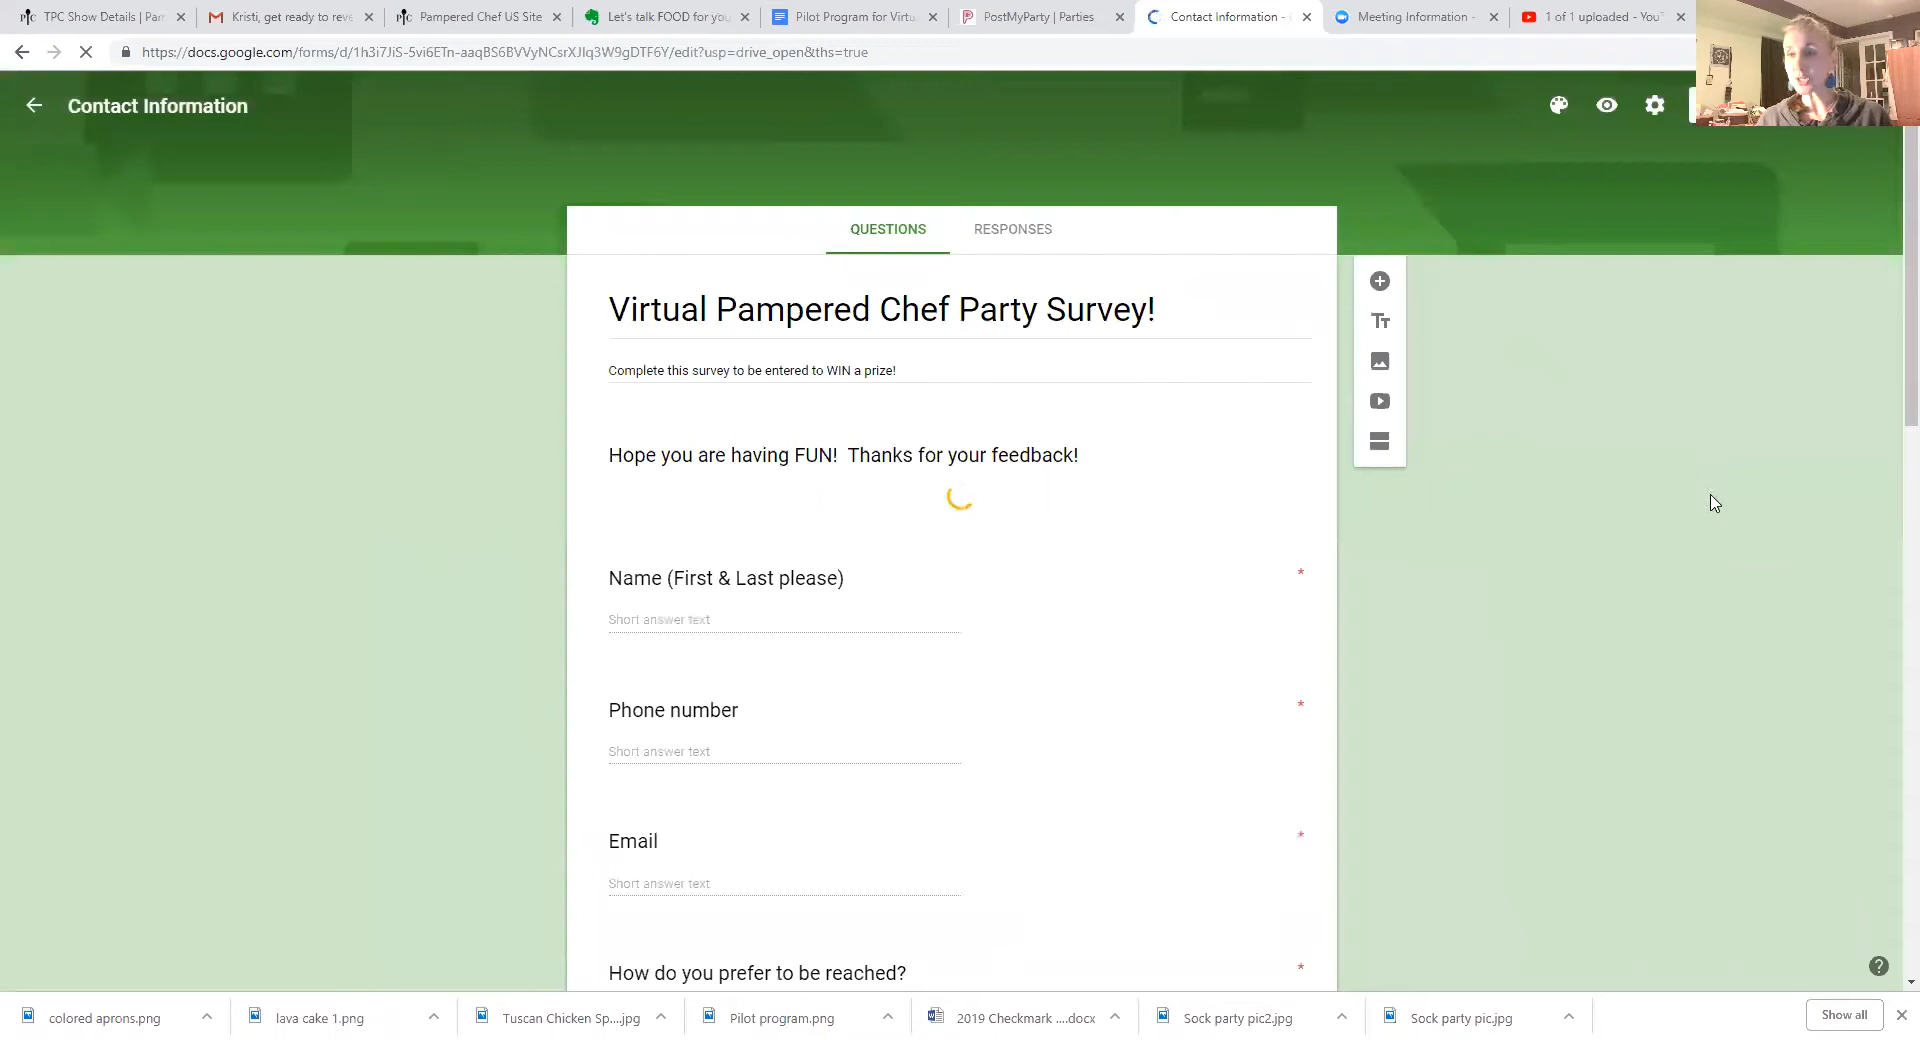 TPC Show Details | Pam
Kristi, get ready to reve
Pampered Chef US Site
Let's talk FOOD for you
Pilot Program for Virtu
PostMyParty | Parties
Contact Information -
Meeting Information -
1 of 1 uploaded - You
https://docs.google.com/forms/d/1h3i7JiS-5vi6ETn-aaqBS6BVVyNCsrXJIq3W9gDTF6Y/edit?usp=drive_open&ths=true
Contact Information
QUESTIONS RESPONSES
Virtual Pampered Chef Party Survey!
Complete this survey to be entered to WIN a prize!
Hope you are having FUN! Thanks for your feedback!
Name (First & Last please) *
Short answer text
Phone number *
Short answer text
Email *
Short answer text
How do you prefer to be reached? *
colored aprons.png
lava cake 1.png
Tuscan Chicken Sp....jpg
Pilot program.png
2019 Checkmark ....docx
Sock party pic2.jpg
Sock party pic.jpg
Show all